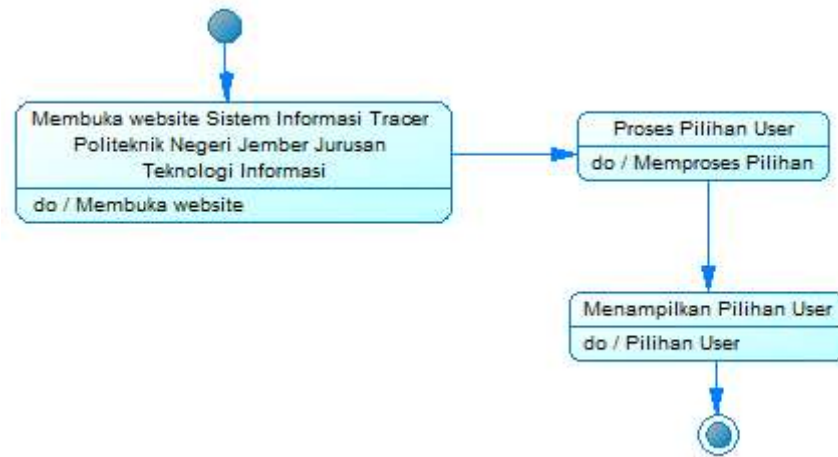 Membuka website Sistem Informasi Tracer
Politeknik Negeri Jember Jurusan
Teknologi Informasi
do / Membuka website
Proses Pilihan User
do / Memproses Pilihan
Menampilkan Pilihan User
do / Pilihan User